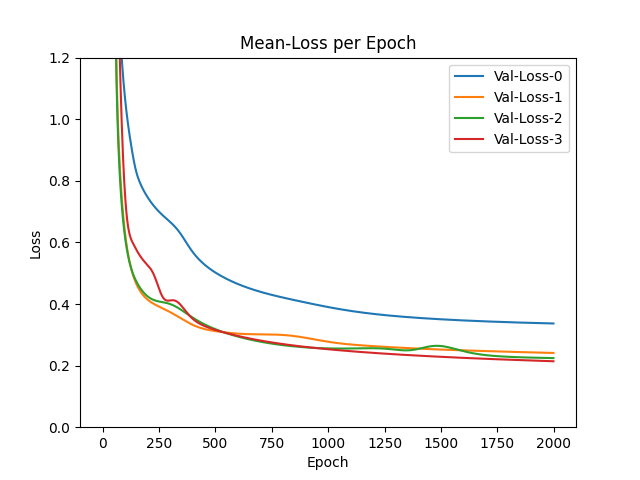 Mean-Loss per Epoch
1.2
1.0
0.8
0.6
0.4
0.2
0.0
Loss
Val-Loss-0
Val-Loss-1
Val-Loss-2
Val-Loss-3
0 250 500 750 1000 1250 1500 1750 2000
Epoch